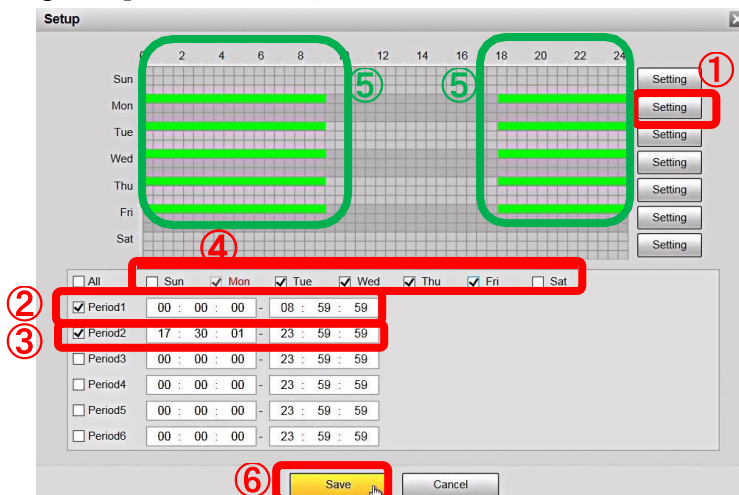 Setup
0 2 4 6 8 10 12 14 16 18 20 22 24
Sun Setting ①
⑤ ⑤
Mon Setting
Tue Setting
Wed Setting
Thu Setting
Fri Setting
Sat Setting
④
All Sun Mon Tue Wed Thu Fri Sat
② Period1 00 : 00 : 00 - 08 : 59 : 59
③ Period2 17 : 30 : 01 - 23 : 59 : 59
Period3 00 : 00 : 00 - 23 : 59 : 59
Period4 00 : 00 : 00 - 23 : 59 : 59
Period5 00 : 00 : 00 - 23 : 59 : 59
Period6 00 : 00 : 00 - 23 : 59 : 59
⑥ Save Cancel